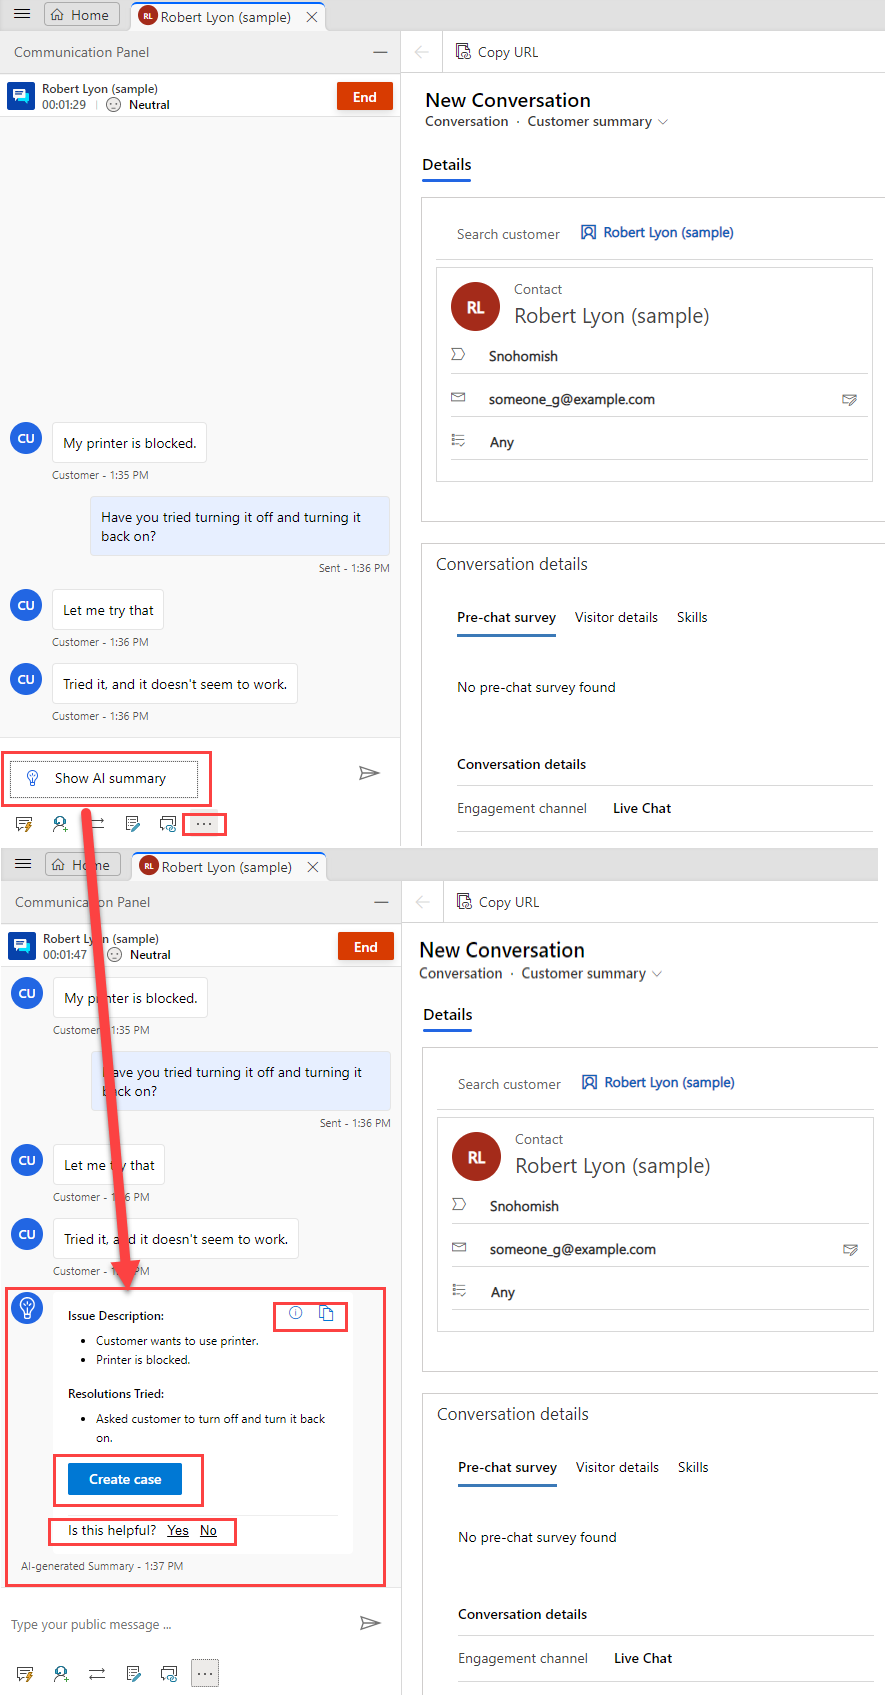 Home
RL Robert Lyon (sample)
Communication Panel
Copy URL
Robert Lyon (sample)
00:01:29 Neutral
End
New Conversation
Conversation · Customer summary
Details
Search customer Robert Lyon (sample)
RL
Contact
Robert Lyon (sample)
Snohomish
someone_g@example.com
Any
CU
My printer is blocked.
Customer - 1:35 PM
Have you tried turning it off and turning it
back on?
Sent - 1:36 PM
CU
Let me try that
Customer - 1:36 PM
CU
Tried it, and it doesn't seem to work.
Customer - 1:36 PM
Conversation details
Pre-chat survey Visitor details Skills
No pre-chat survey found
Conversation details
Engagement channel Live Chat
Show AI summary
Home
RL Robert Lyon (sample)
Communication Panel
Copy URL
Robert Lyon (sample)
00:01:47 Neutral
End
New Conversation
Conversation · Customer summary
Details
Search customer Robert Lyon (sample)
RL
Contact
Robert Lyon (sample)
Snohomish
someone_g@example.com
Any
CU
My printer is blocked.
Customer - 1:35 PM
Have you tried turning it off and turning it
back on?
Sent - 1:36 PM
CU
Let me try that
Customer - 1:36 PM
CU
Tried it, and it doesn't seem to work.
Customer - 1:36 PM
Issue Description:
• Customer wants to use printer.
• Printer is blocked.
Resolutions Tried:
• Asked customer to turn off and turn it back
on.
Create case
Is this helpful? Yes No
AI-generated Summary - 1:37 PM
Type your public message ...
Conversation details
Pre-chat survey Visitor details Skills
No pre-chat survey found
Conversation details
Engagement channel Live Chat